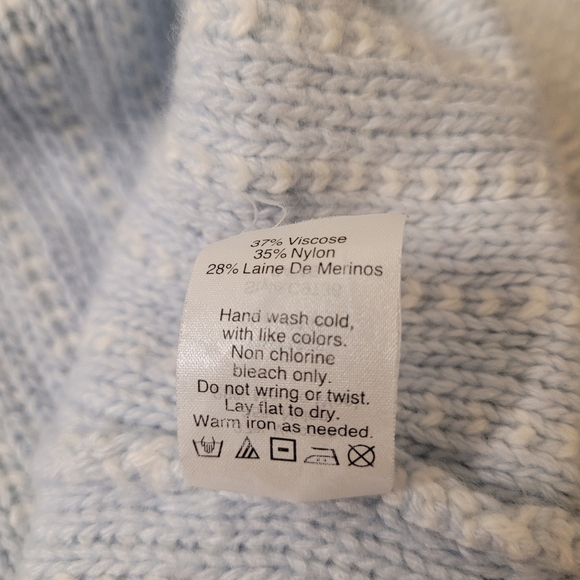 37% Viscose
35% Nylon
28% Laine De Merinos
Hand wash cold,
with like colors.
Non chlorine
bleach only.
Do not wring or twist.
Lay flat to dry.
Warm iron as needed.